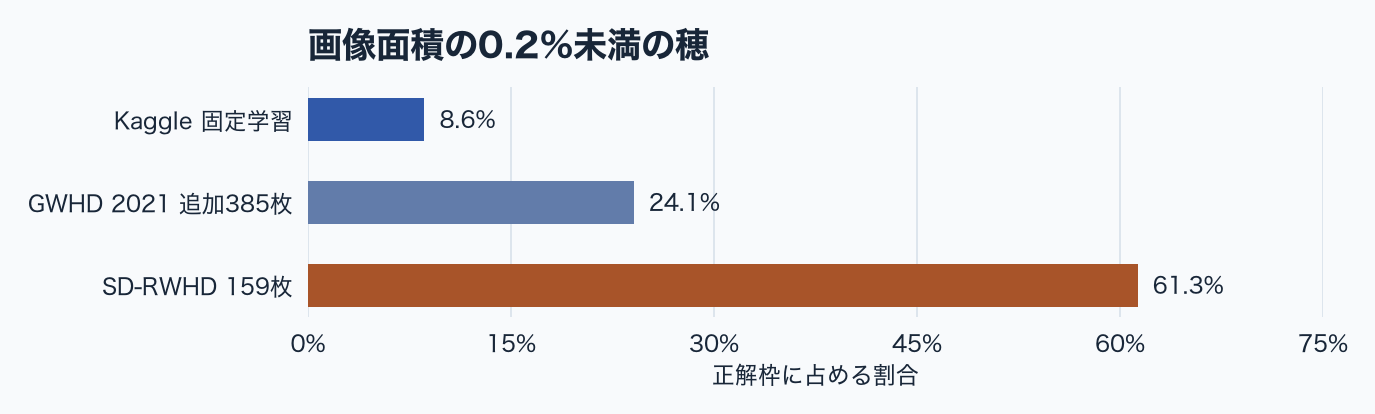 画像面積の0.2%未満の穂
Kaggle 固定学習
8.6%
GWHD 2021 追加385枚
24.1%
SD-RWHD 159枚
61.3%
0%
15%
30%
45%
60%
75%
正解枠に占める割合